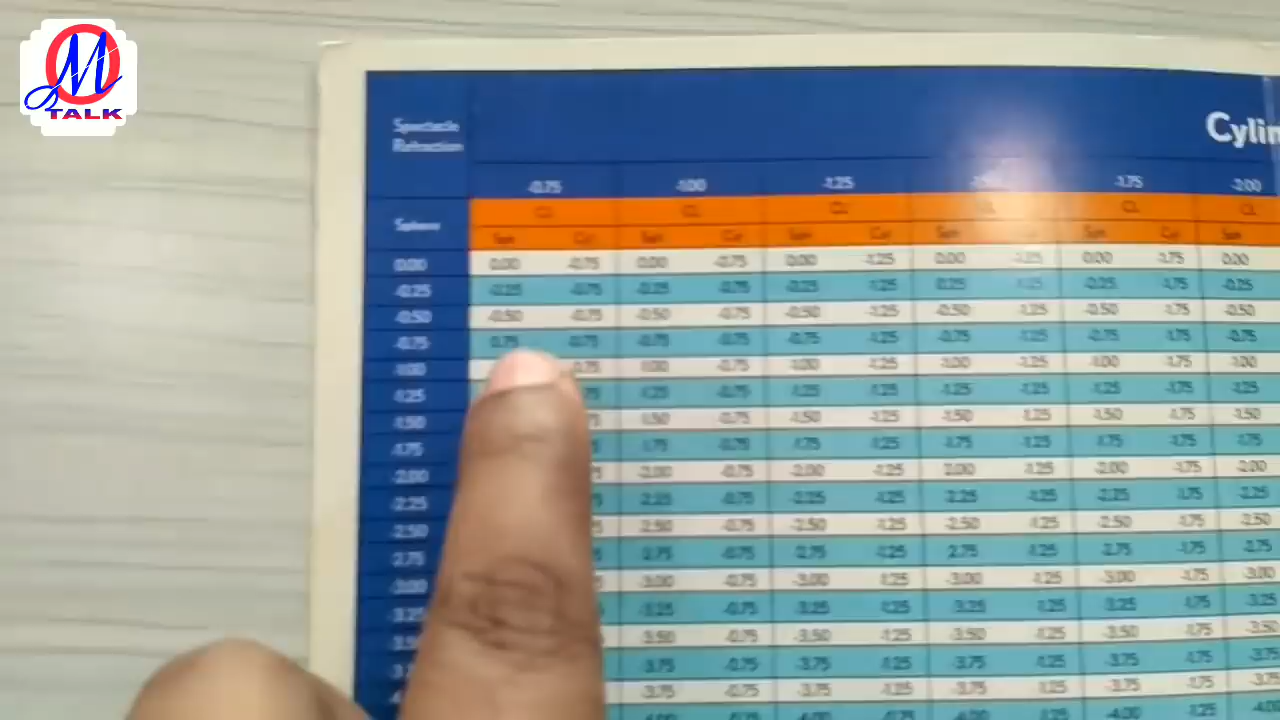 M
TALK
Spectacle
Refraction
Cylin
-0.75 -1.00 -1.25 -1.75 -2.00
Sphere CL CL CL CL CL
Sph Cyl Sph Cyl Sph Cyl Sph Sph Cyl Sph
0.00 0.00 -0.75 0.00 -0.75 0.00 -1.25 0.00 -1.25 0.00 -1.75 0.00
-0.25 -0.25 -0.75 -0.25 -0.75 -0.25 -1.25 0.25 -1.25 -0.25 -1.75 -0.25
-0.50 -0.50 -0.75 -0.50 -0.75 -0.50 -1.25 -0.50 -1.25 -0.50 -1.75 -0.50
-0.75 0.75 -0.75 -0.75 -0.75 -0.75 -1.25 -0.75 -1.25 -0.75 -1.75 -0.75
-1.00 0.75 -1.00 -0.75 -1.00 -1.25 -1.00 -1.25 -1.00 -1.75 -1.00
-1.25 -1.25 -0.75 -1.25 -1.25 -1.25 -1.25 -1.25 -1.75 -1.25
-1.50 -1.50 -0.75 -1.50 -1.25 -1.50 -1.25 -1.50 -1.75 -1.50
-1.75 -1.75 -0.75 -1.75 -1.25 -1.75 -1.25 -1.75 -1.75 -1.75
-2.00 -2.00 -0.75 -2.00 -1.25 2.00 -1.25 -2.00 -1.75 -2.00
-2.25 -2.25 -0.75 -2.25 -1.25 -2.25 -1.25 -2.25 -1.75 -2.25
-2.50 -2.50 -0.75 -2.50 -1.25 -2.50 -1.25 -2.50 -1.75 -2.50
-2.75 -2.75 -0.75 -2.75 -1.25 2.75 -1.25 -2.75 -1.75 -2.75
-3.00 -3.00 -0.75 -3.00 -1.25 -3.00 -1.25 -3.00 -1.75 -3.00
-3.25 -3.25 -0.75 -3.25 -1.25 -3.25 -1.25 -3.25 -1.75 -3.25
-3.50 -0.75 -3.50 -1.25 -3.50 -1.25 -3.50 -1.75 -3.50
-3.75 -0.75 -3.75 -1.25 -3.75 -1.25 -3.75 -1.75 -3.75
-3.75 -0.75 -3.75 -1.25 -3.75 -1.25 -3.75 -1.75 -3.75
-4.00 -4.00 -4.00 -4.00 -4.00